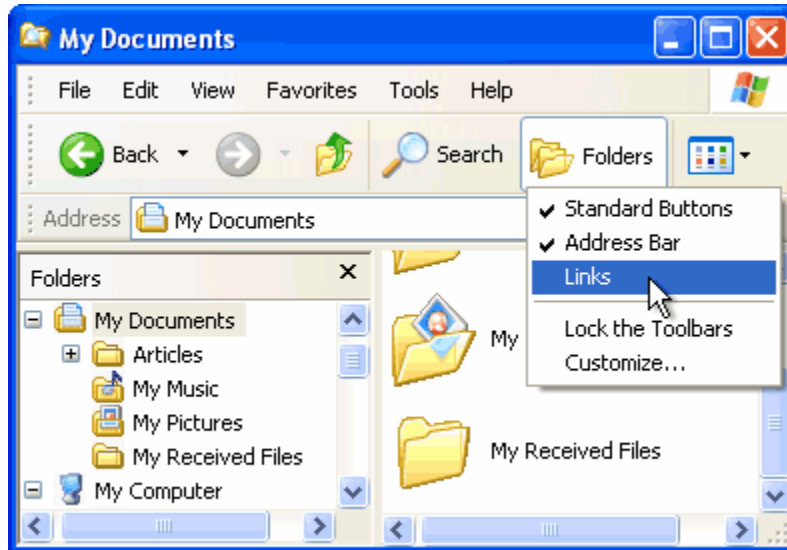 My Documents
File Edit View Favorites Tools Help
Back Search Folders
Address My Documents
Standard Buttons
Address Bar
Links
Lock the Toolbars
Customize...
Folders
My Documents
Articles
My Music
My Pictures
My Received Files
My Computer
My
My Received Files